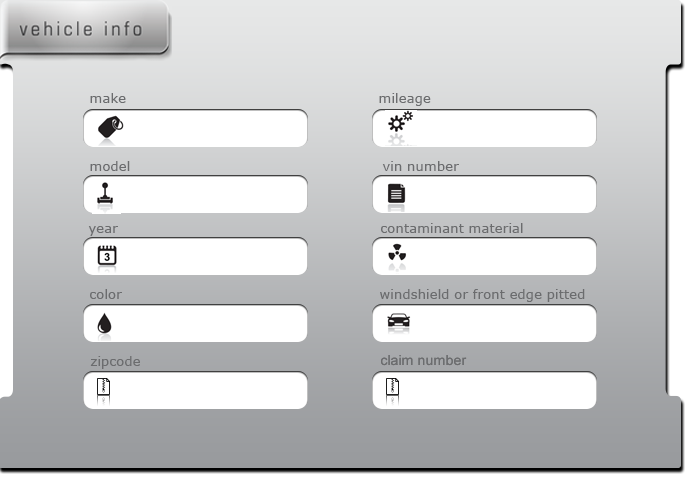 vehicle info
make
mileage
model
vin number
year
3
contaminant material
color
windshield or front edge pitted
zipcode
claim number